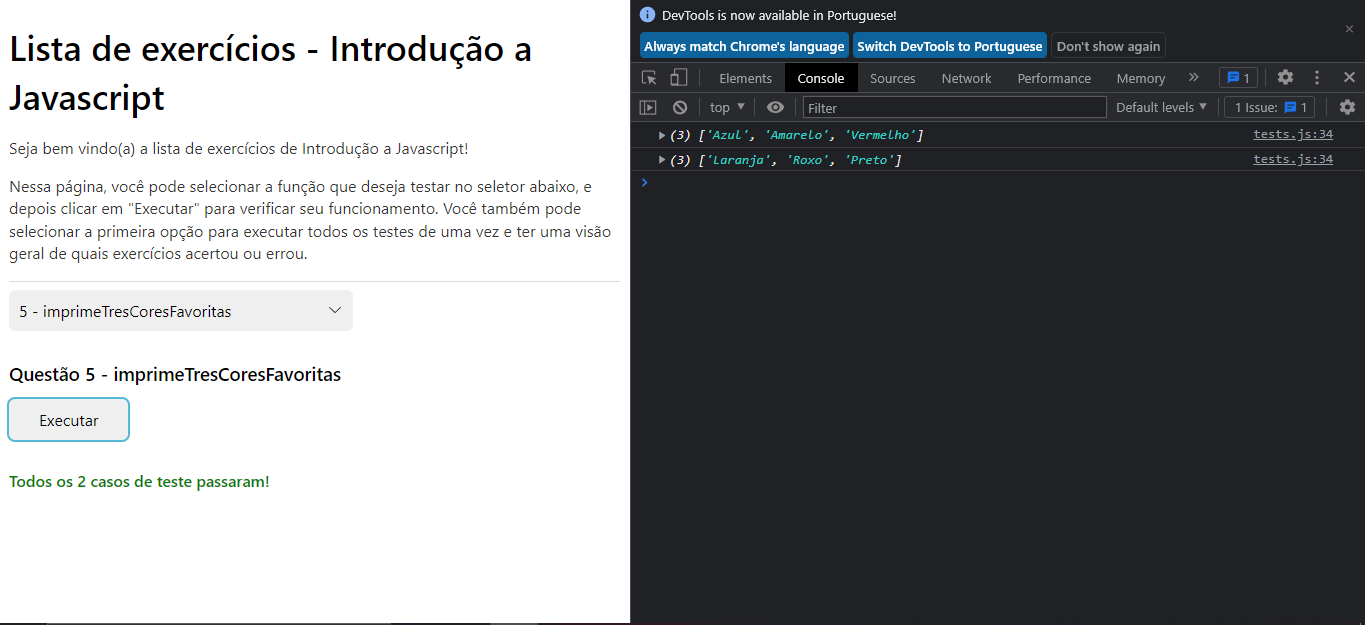 Lista de exercícios - Introdução a
Javascript
Seja bem vindo(a) a lista de exercícios de Introdução a Javascript!
Nessa página, você pode selecionar a função que deseja testar no seletor abaixo, e
depois clicar em "Executar" para verificar seu funcionamento. Você também pode
selecionar a primeira opção para executar todos os testes de uma vez e ter uma visão
geral de quais exercícios acertou ou errou.
5 - imprimeTresCoresFavoritas
Questão 5 - imprimeTresCoresFavoritas
Executar
Todos os 2 casos de teste passaram!
DevTools is now available in Portuguese!
Always match Chrome's language Switch DevTools to Portuguese Don't show again
Elements Console Sources Network Performance Memory 1
top Filter Default levels 1 Issue: 1
(3) ['Azul', 'Amarelo', 'Vermelho'] tests.js:34
(3) ['Laranja', 'Roxo', 'Preto'] tests.js:34